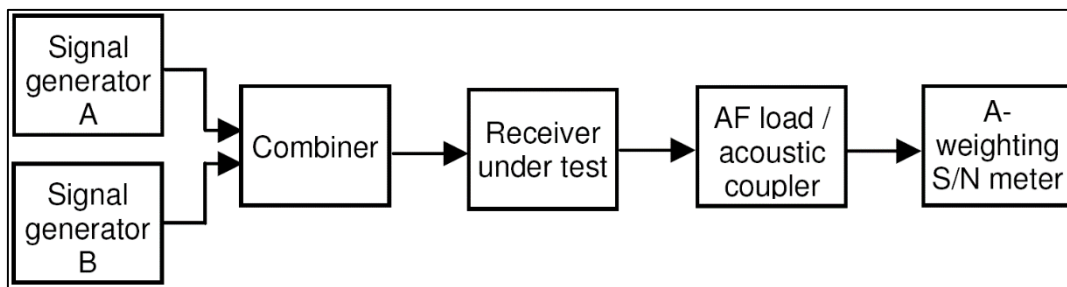 Signal
generator
A
Signal
generator
B
Combiner
Receiver
under test
AF load /
acoustic
coupler
A-
weighting
S/N meter